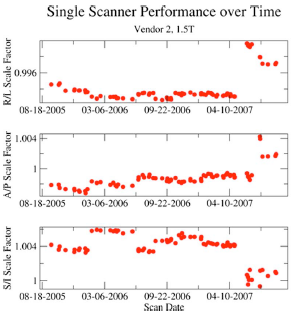 Single Scanner Performance over Time
Vendor 2, 1.5T
R/L Scale Factor
0.996
08-18-2005 03-06-2006 09-22-2006 04-10-2007
A/P Scale Factor
1.004
1
08-18-2005 03-06-2006 09-22-2006 04-10-2007
S/I Scale Factor
1.004
1
08-18-2005 03-06-2006 09-22-2006 04-10-2007
Scan Date